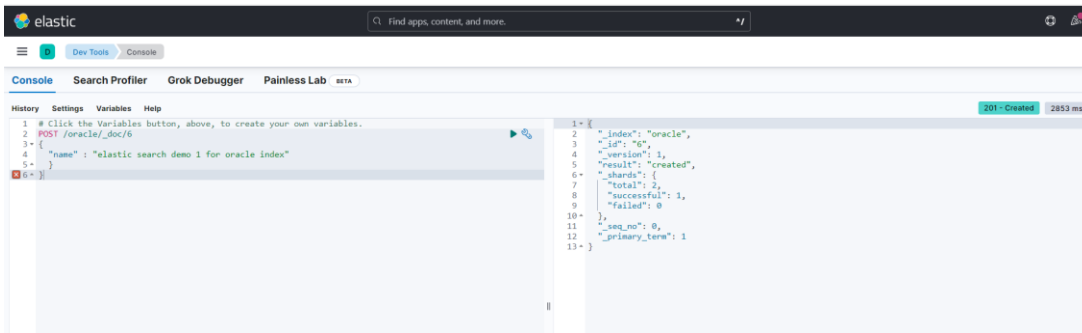 elastic
Find apps, content, and more.
^/
D
Dev Tools
Console
Console
Search Profiler
Grok Debugger
Painless Lab
BETA
History
Settings
Variables
Help
201 - Created
2853 ms
1 # Click the Variables button, above, to create your own variables.
2 POST /oracle/_doc/6
3 {
4 "name" : "elastic search demo 1 for oracle index"
5 }
6 }
1 {
2 "_index": "oracle",
3 "_id": "6",
4 "_version": 1,
5 "result": "created",
6 "_shards": {
7 "total": 2,
8 "successful": 1,
9 "failed": 0
10 },
11 "_seq_no": 0,
12 "_primary_term": 1
13 }